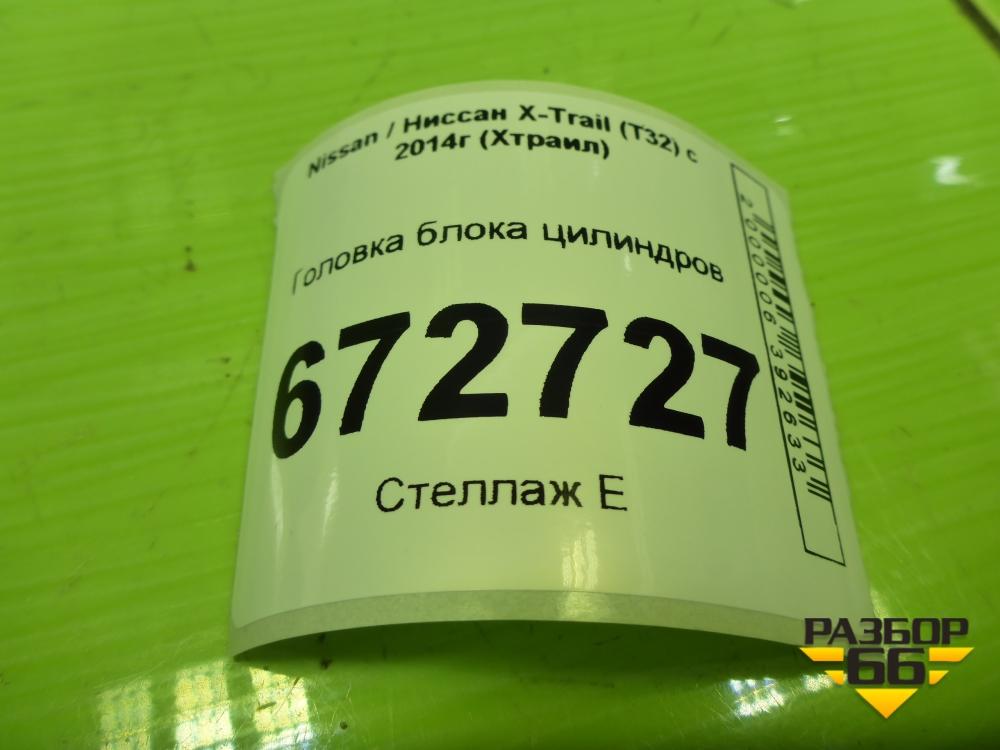 Nissan / Ниссан X-Trail (T32) с
2014г (Хтраил)
Головка блока цилиндров
672727
Стеллаж Е
2000006392633
РАЗБОР
66